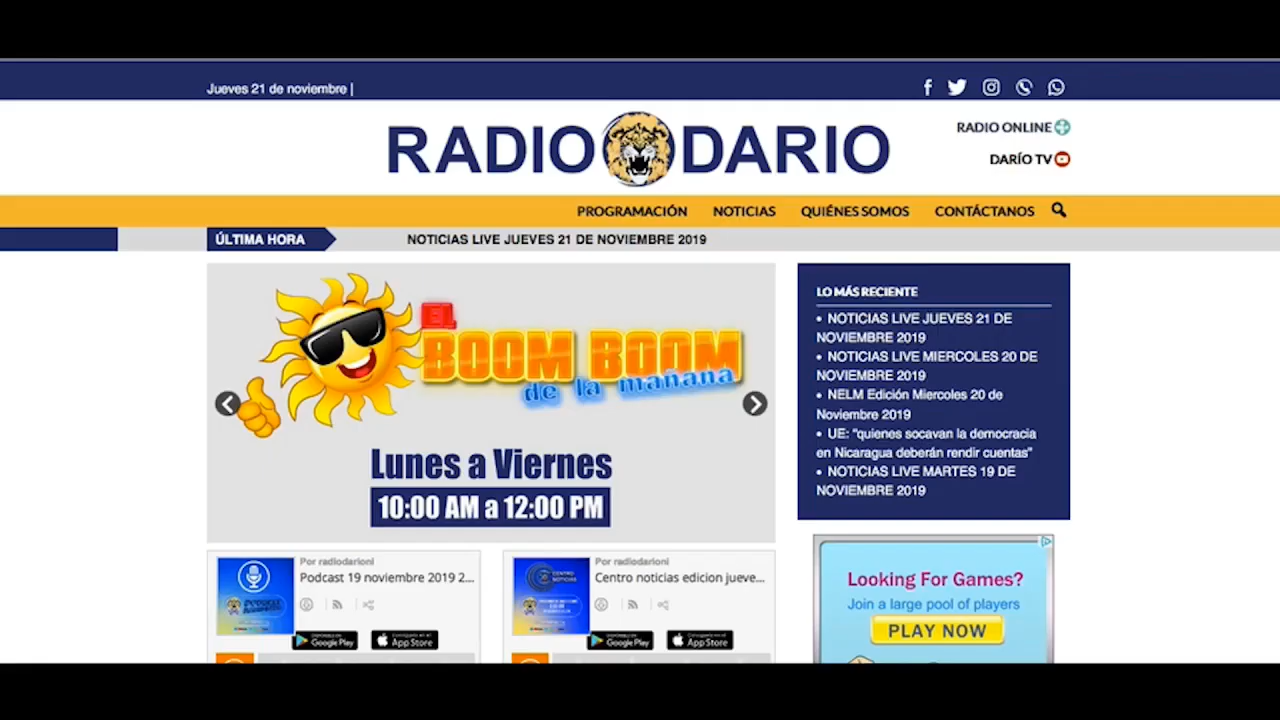 Jueves 21 de noviembre |
RADIO DARIO
RADIO ONLINE
DARÍO TV
PROGRAMACIÓN NOTICIAS QUIÉNES SOMOS CONTÁCTANOS
ÚLTIMA HORA NOTICIAS LIVE JUEVES 21 DE NOVIEMBRE 2019
EL
BOOM BOOM
de la mañana
Lunes a Viernes
10:00 AM a 12:00 PM
LO MÁS RECIENTE
• NOTICIAS LIVE JUEVES 21 DE
NOVIEMBRE 2019
• NOTICIAS LIVE MIERCOLES 20 DE
NOVIEMBRE 2019
• NELM Edición Miercoles 20 de
Noviembre 2019
• UE: "quienes socavan la democracia
en Nicaragua deberán rendir cuentas"
• NOTICIAS LIVE MARTES 19 DE
NOVIEMBRE 2019
Por radiodarioni
Podcast 19 noviembre 2019 2...
Google Play
App Store
Por radiodarioni
Centro noticias edicion jueve...
CENTRO
NOTICIAS
Google Play
App Store
Looking For Games?
Join a large pool of players
PLAY NOW